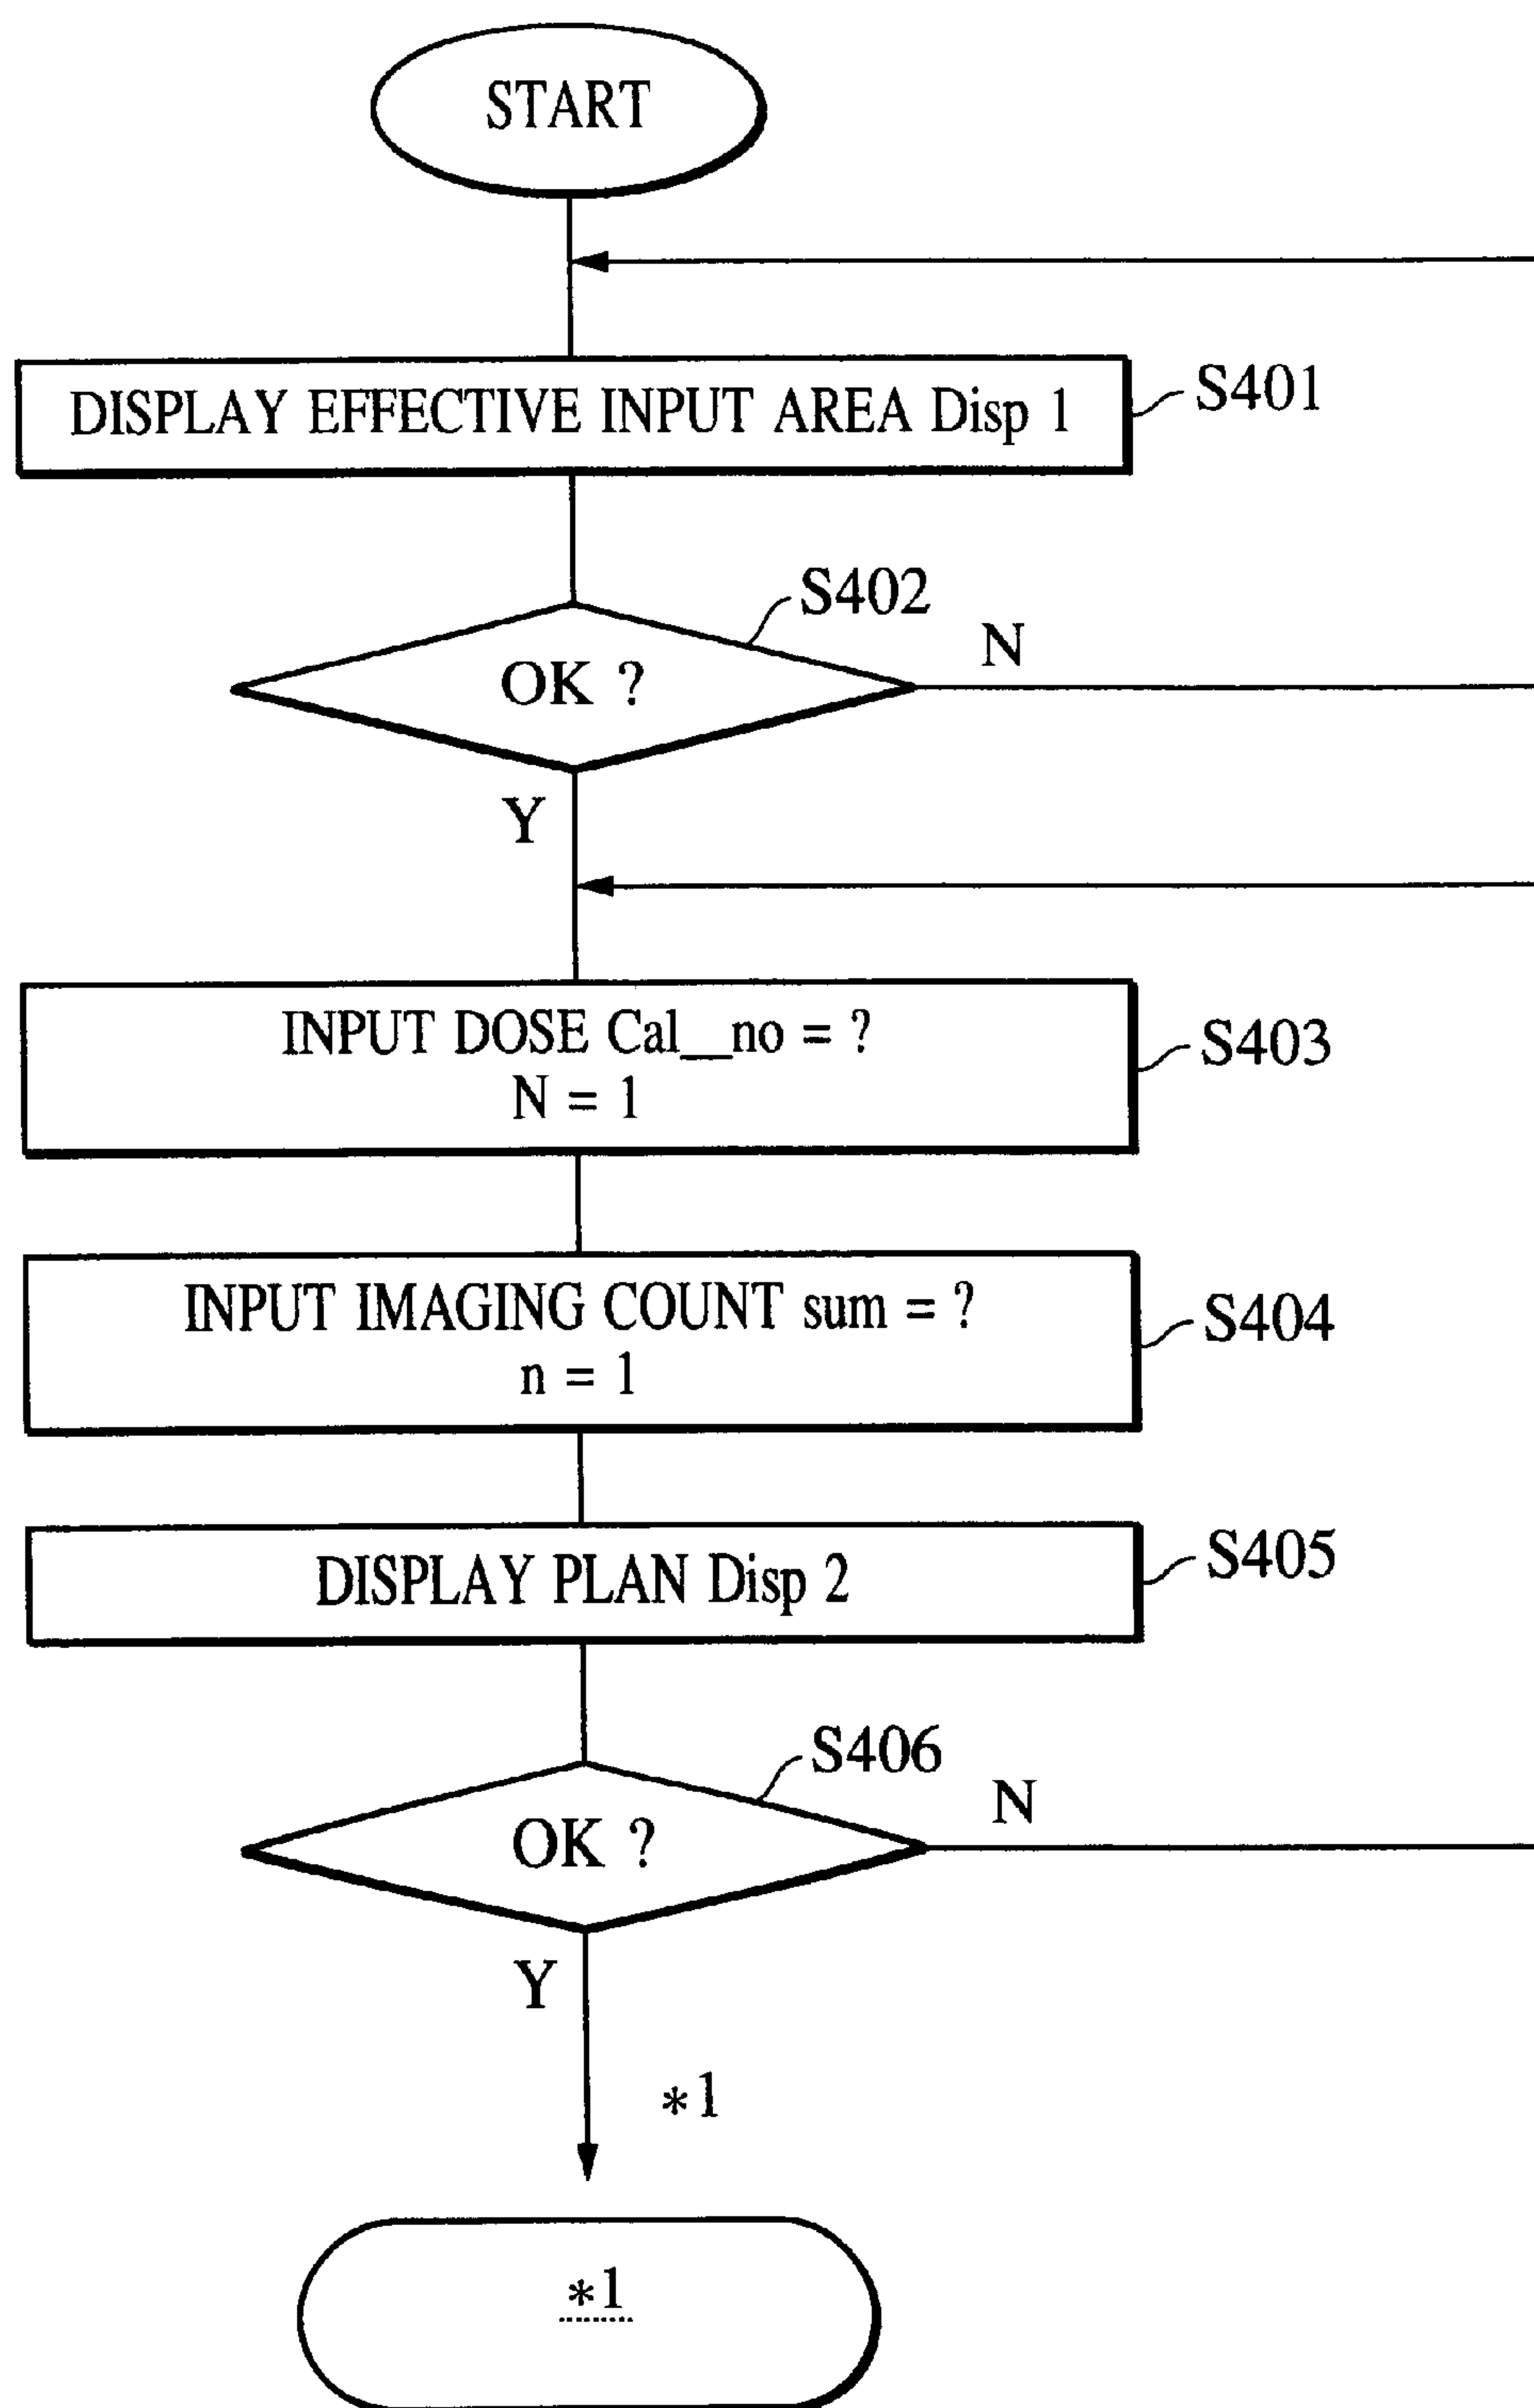 START
DISPLAY EFFECTIVE INPUT AREA Disp 1
S401
S402
OK ?
N
Y
INPUT DOSE Cal__no = ?
N = 1
S403
INPUT IMAGING COUNT sum = ?
n = 1
S404
DISPLAY PLAN Disp 2
S405
S406
OK ?
N
Y
*1
*1